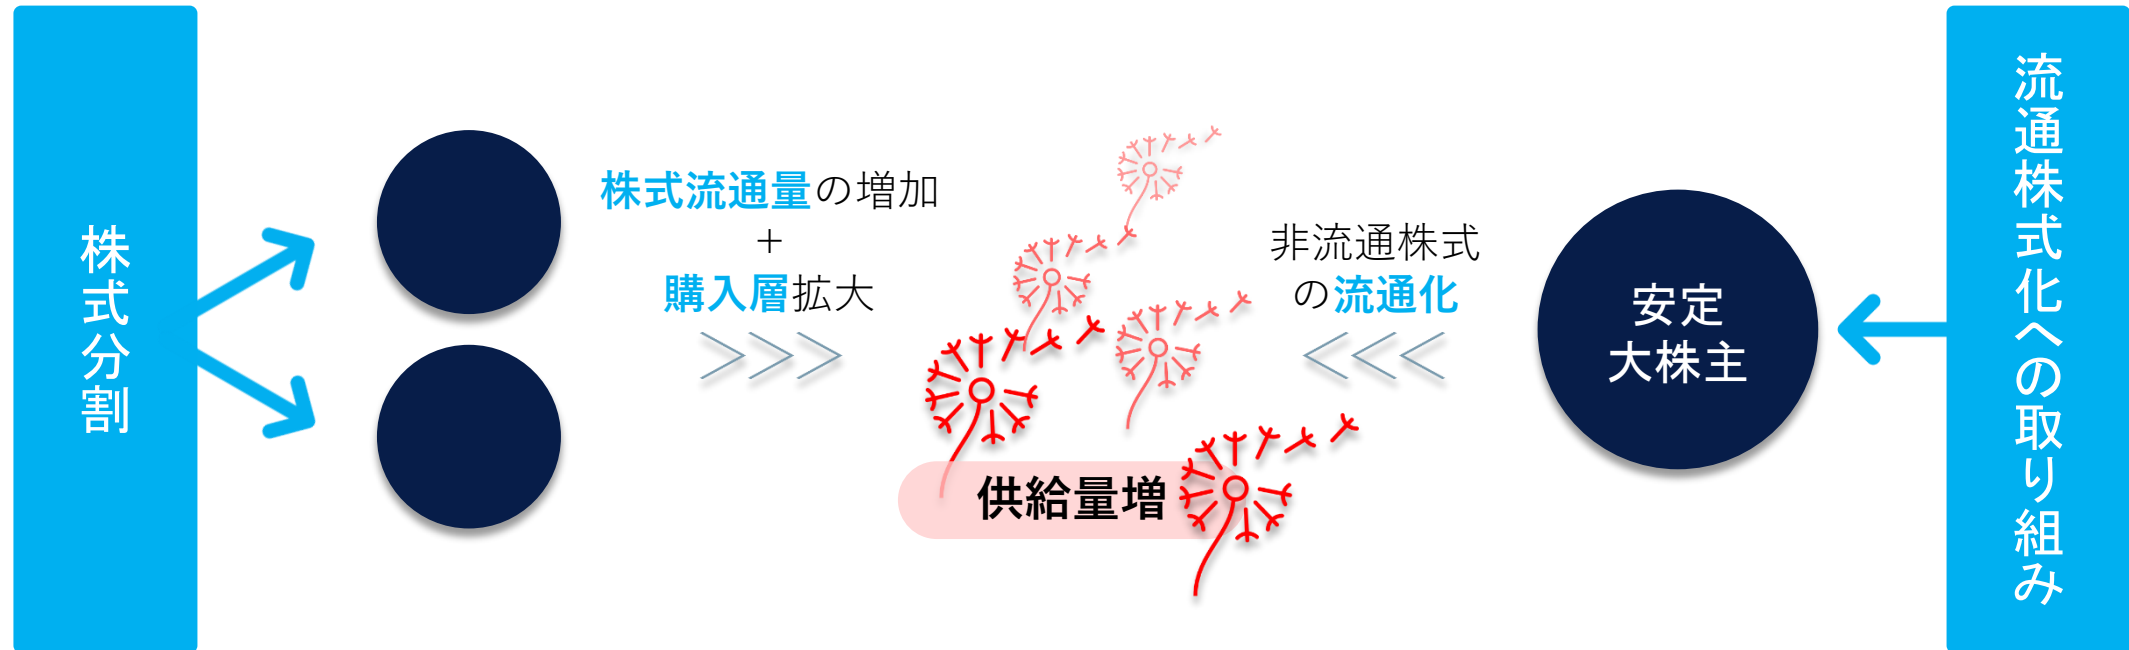 株式分割
株式流通量の増加
+
購入層拡大
供給量増
非流通株式
の流通化
安定
大株主
流通株式化への取り組み